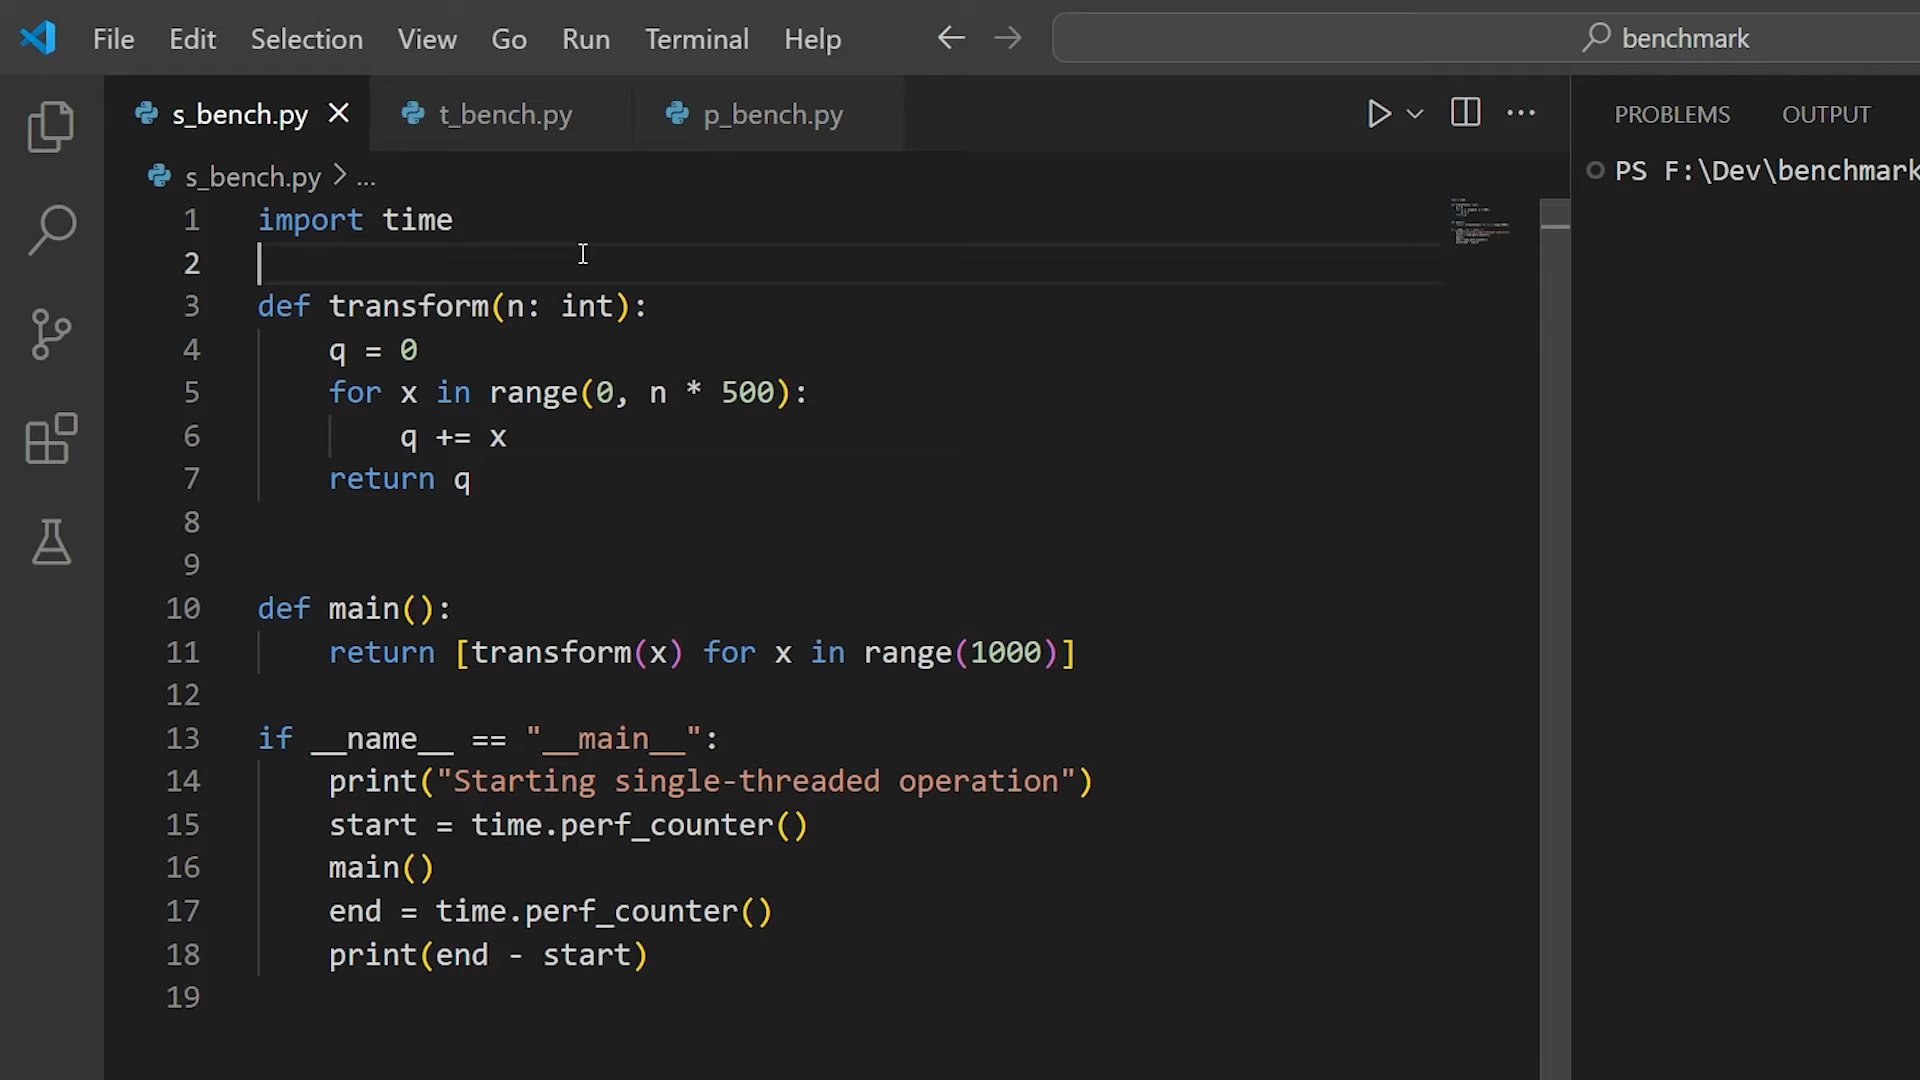 File Edit Selection View Go Run Terminal Help benchmark
s_bench.py t_bench.py p_bench.py PROBLEMS OUTPUT
s_bench.py > ...
PS F:\Dev\benchmark
1 import time
2
3 def transform(n: int):
4 q = 0
5 for x in range(0, n * 500):
6 q += x
7 return q
8
9
10 def main():
11 return [transform(x) for x in range(1000)]
12
13 if __name__ == "__main__":
14 print("Starting single-threaded operation")
15 start = time.perf_counter()
16 main()
17 end = time.perf_counter()
18 print(end - start)
19